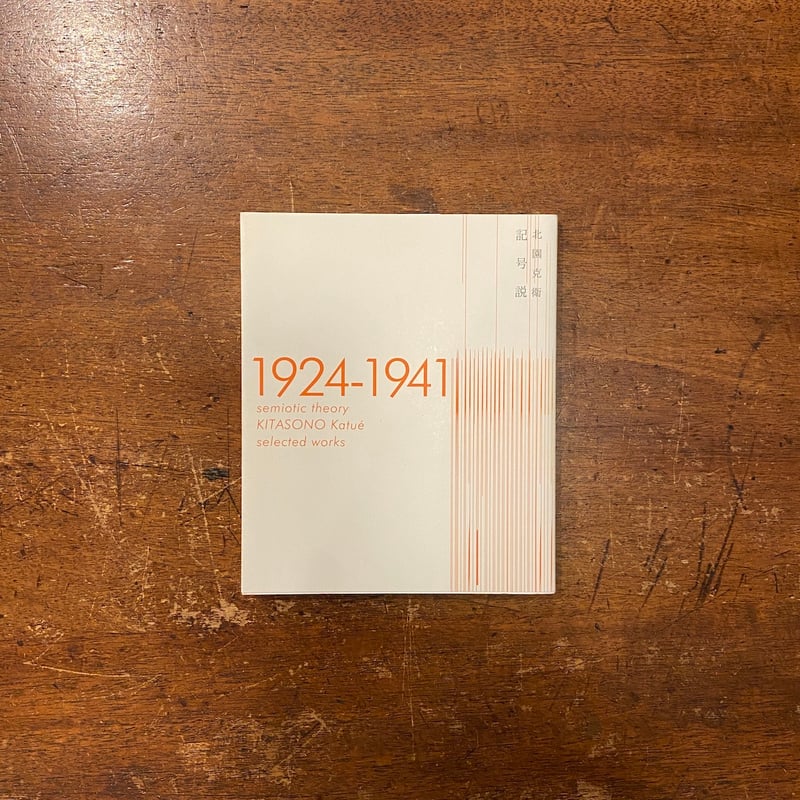 北園克衛
記号説
1924-1941
semiotic theory
KITASONO Katué
selected works